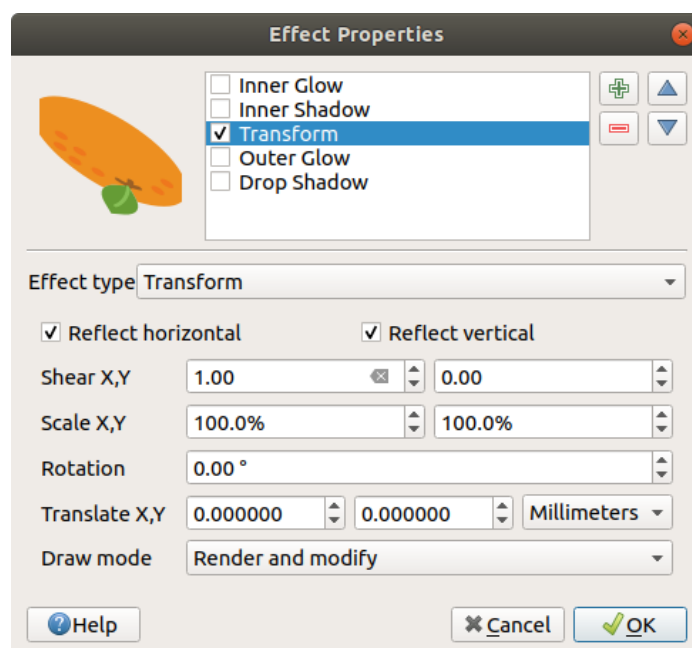 Effect Properties
Inner Glow
Inner Shadow
Transform
Outer Glow
Drop Shadow
Effect type Transform
Reflect horizontal Reflect vertical
Shear X,Y 1.00 0.00
Scale X,Y 100.0% 100.0%
Rotation 0.00 °
Translate X,Y 0.000000 0.000000 Millimeters
Draw mode Render and modify
Help Cancel OK